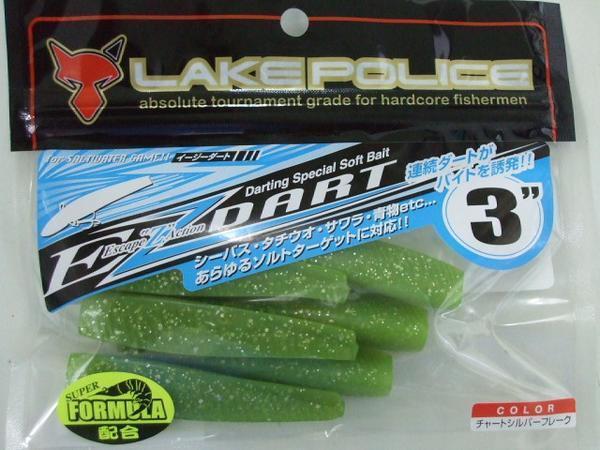 LAKE POLICE
absolute tournament grade for hardcore fishermen
for SALTWATER GAME!! イージーダート
Darting Special Soft Bait
EZ DART
Escape "Z" Action
連続ダートが
バイトを誘発!!
3"
シーバス・タチウオ・サワラ・青物etc...
あらゆるソルトターゲットに対応!!
SUPER
FORMULA
配合
COLOR
チャートシルバーフレーク